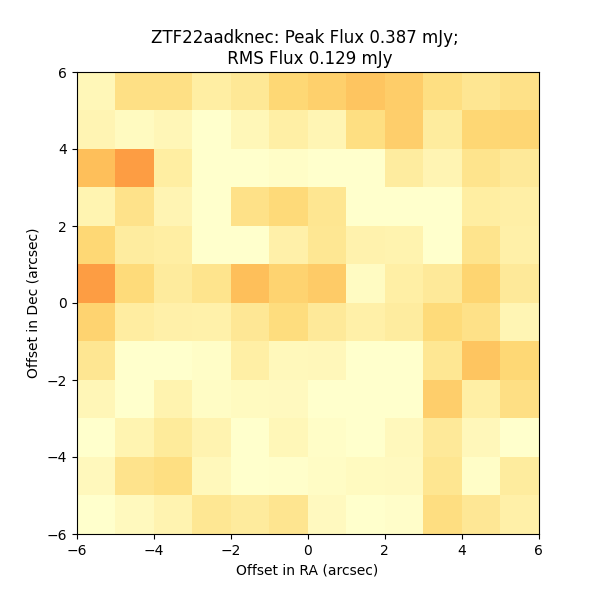 ZTF22aadknec: Peak Flux 0.387 mJy;
RMS Flux 0.129 mJy
6
4
2
0
−2
−4
−6
Offset in Dec (arcsec)
−6 −4 −2 0 2 4 6
Offset in RA (arcsec)